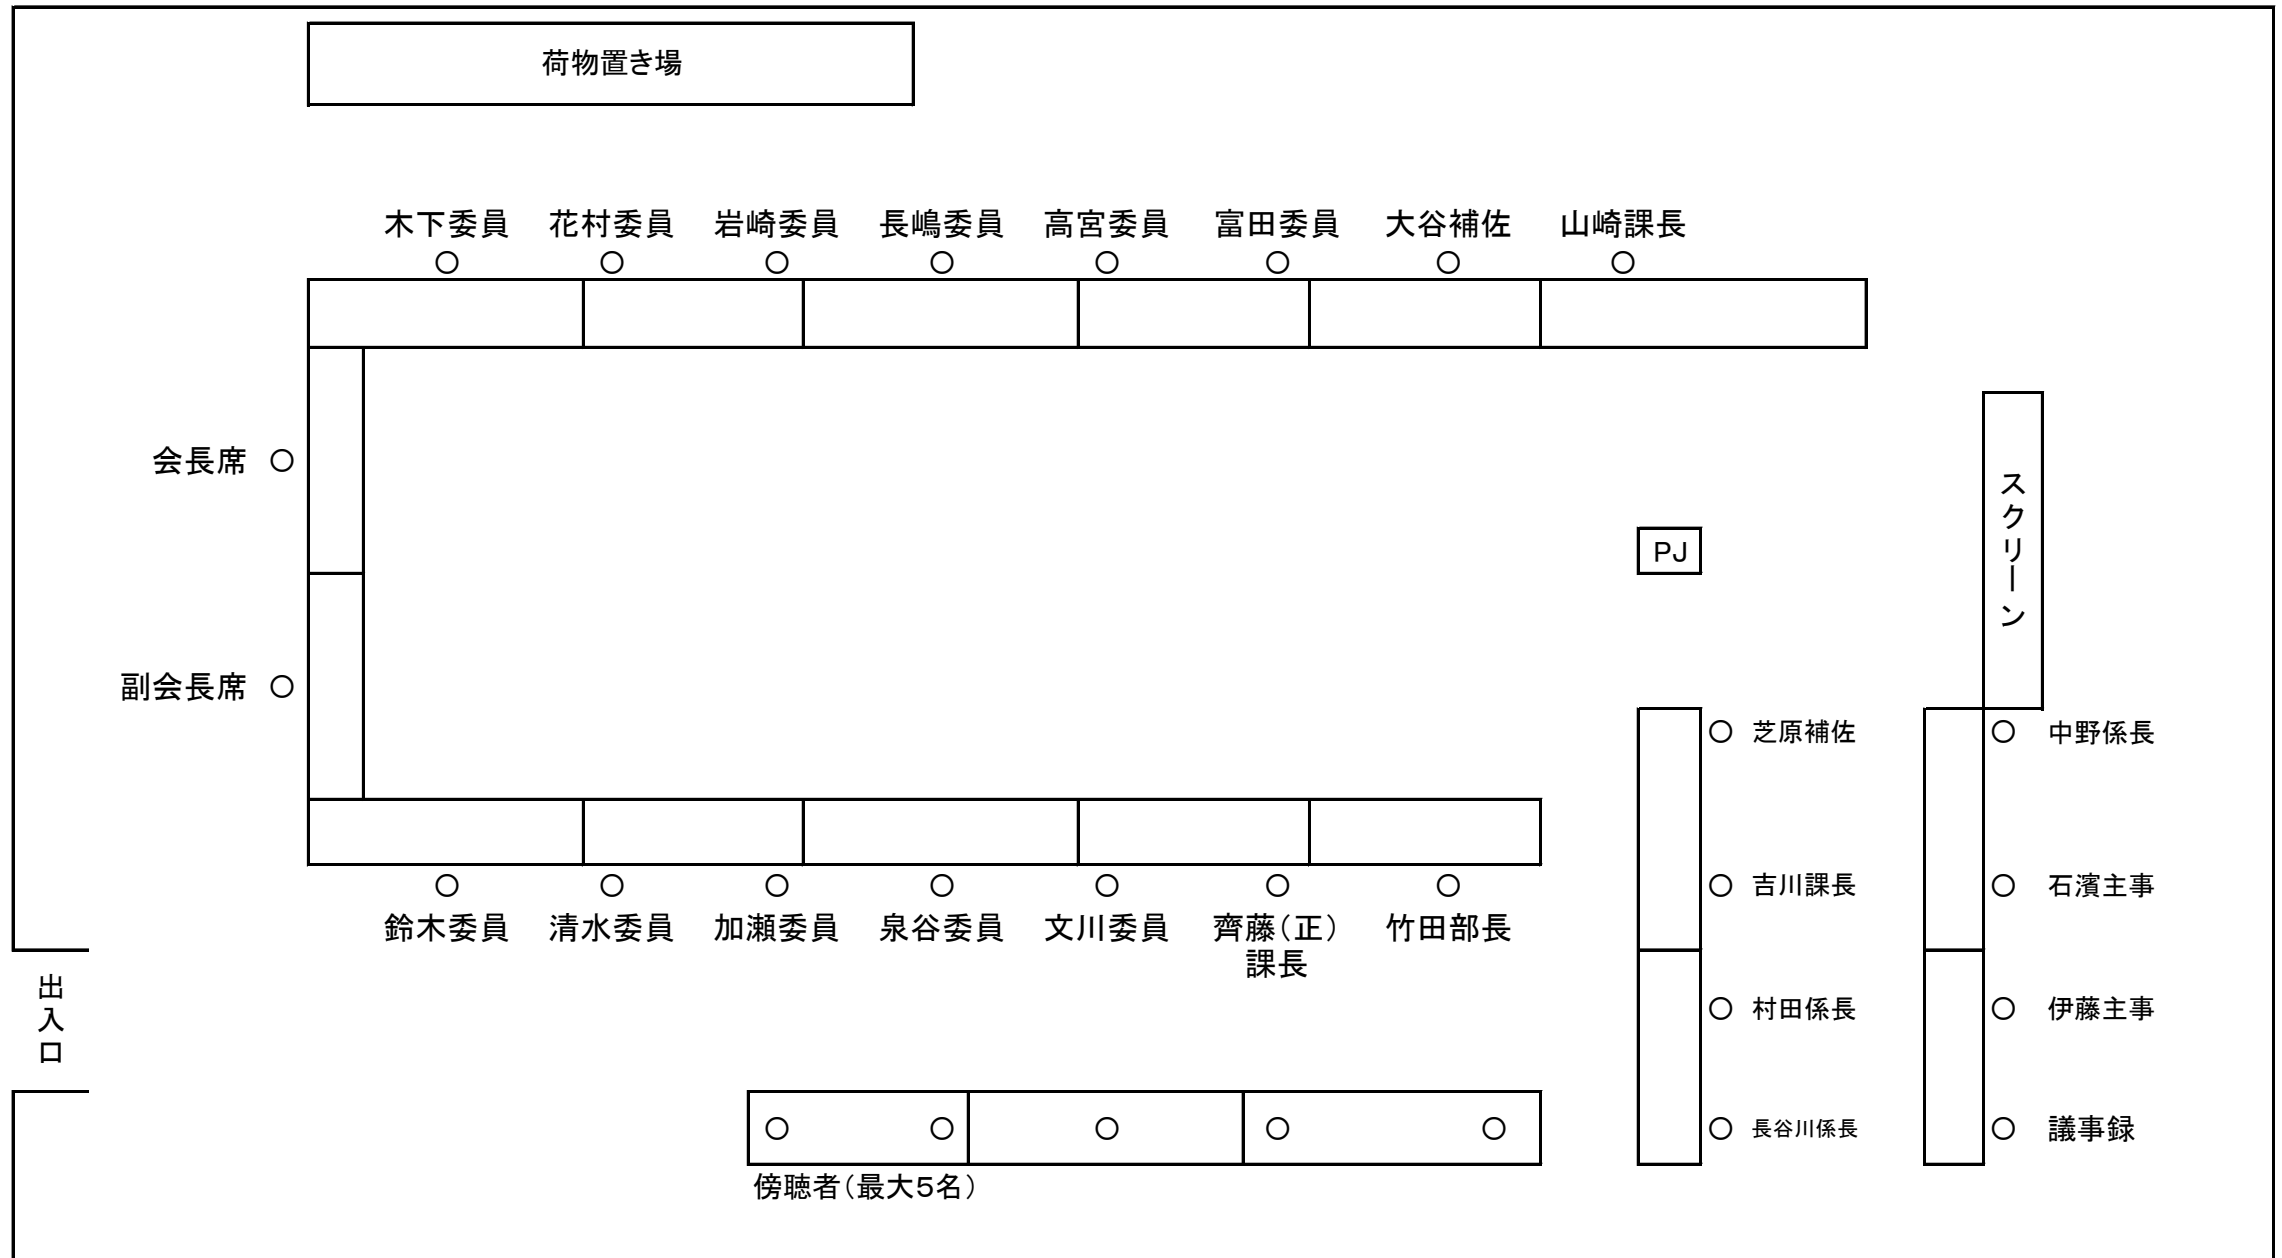 荷物置き場
木下委員 花村委員 岩崎委員 長嶋委員 高宮委員 富田委員 大谷補佐 山崎課長
会長席
スクリーン
PJ
副会長席
芝原補佐 中野係長
吉川課長 石濱主事
鈴木委員 清水委員 加瀬委員 泉谷委員 文川委員 齊藤（正） 竹田部長
課長
出入口
村田係長 伊藤主事
長谷川係長 議事録
傍聴者（最大５名）